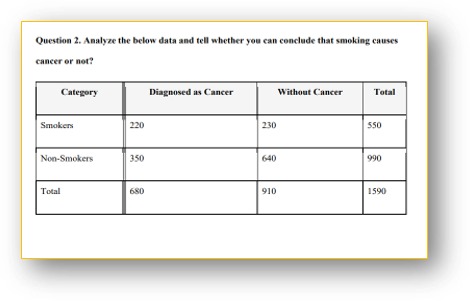 Question 2. Analyze the below data and tell whether you can conclude that smoking causes
cancer or not?
Category Diagnosed as Cancer Without Cancer Total
Smokers 220 230 550
Non-Smokers 350 640 990
Total 680 910 1590